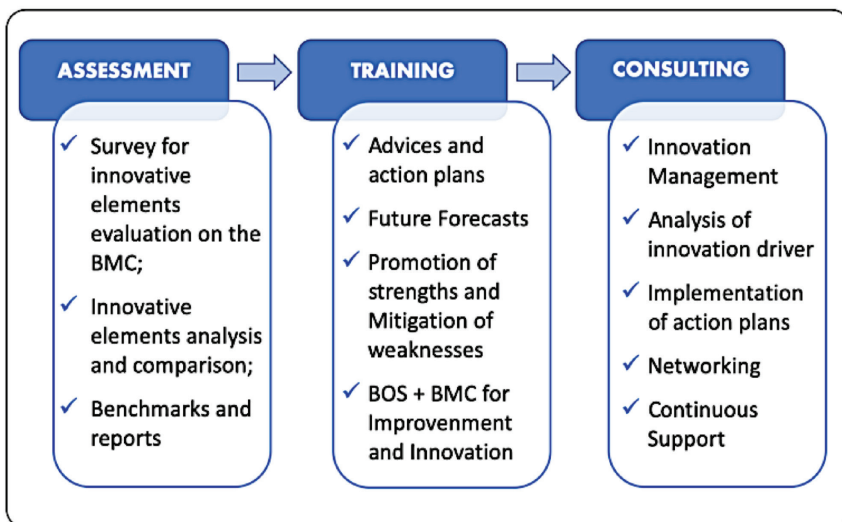 ASSESSMENT
Survey for
innovative
elements
evaluation on the
BMC;
Innovative
elements analysis
and comparison;
Benchmarks and
reports
TRAINING
Advices and
action plans
Future Forecasts
Promotion of
strengths and
Mitigation of
weaknesses
BOS + BMC for
Improvenment
and Innovation
CONSULTING
Innovation
Management
Analysis of
innovation driver
Implementation
of action plans
Networking
Continuous
Support